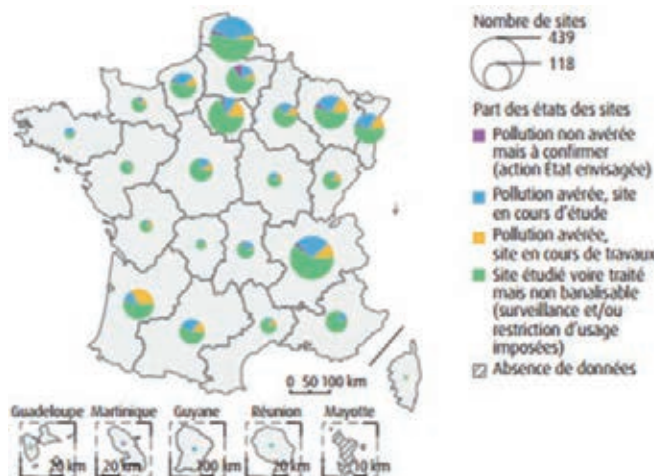 Nombre de sites
439
118
Part des états des sites
Pollution non avérée
mais à confirmer
(action État envisagée)
Pollution avérée, site
en cours d'étude
Pollution avérée,
site en cours de travaux
Site étudié voire traité
mais non banalisable
(surveillance et/ou
restriction d'usage
imposées)
Absence de données
0 50 100 km
Guadeloupe
Martinique
Guyane
Réunion
Mayotte
20 km
20 km
100 km
20 km
10 km